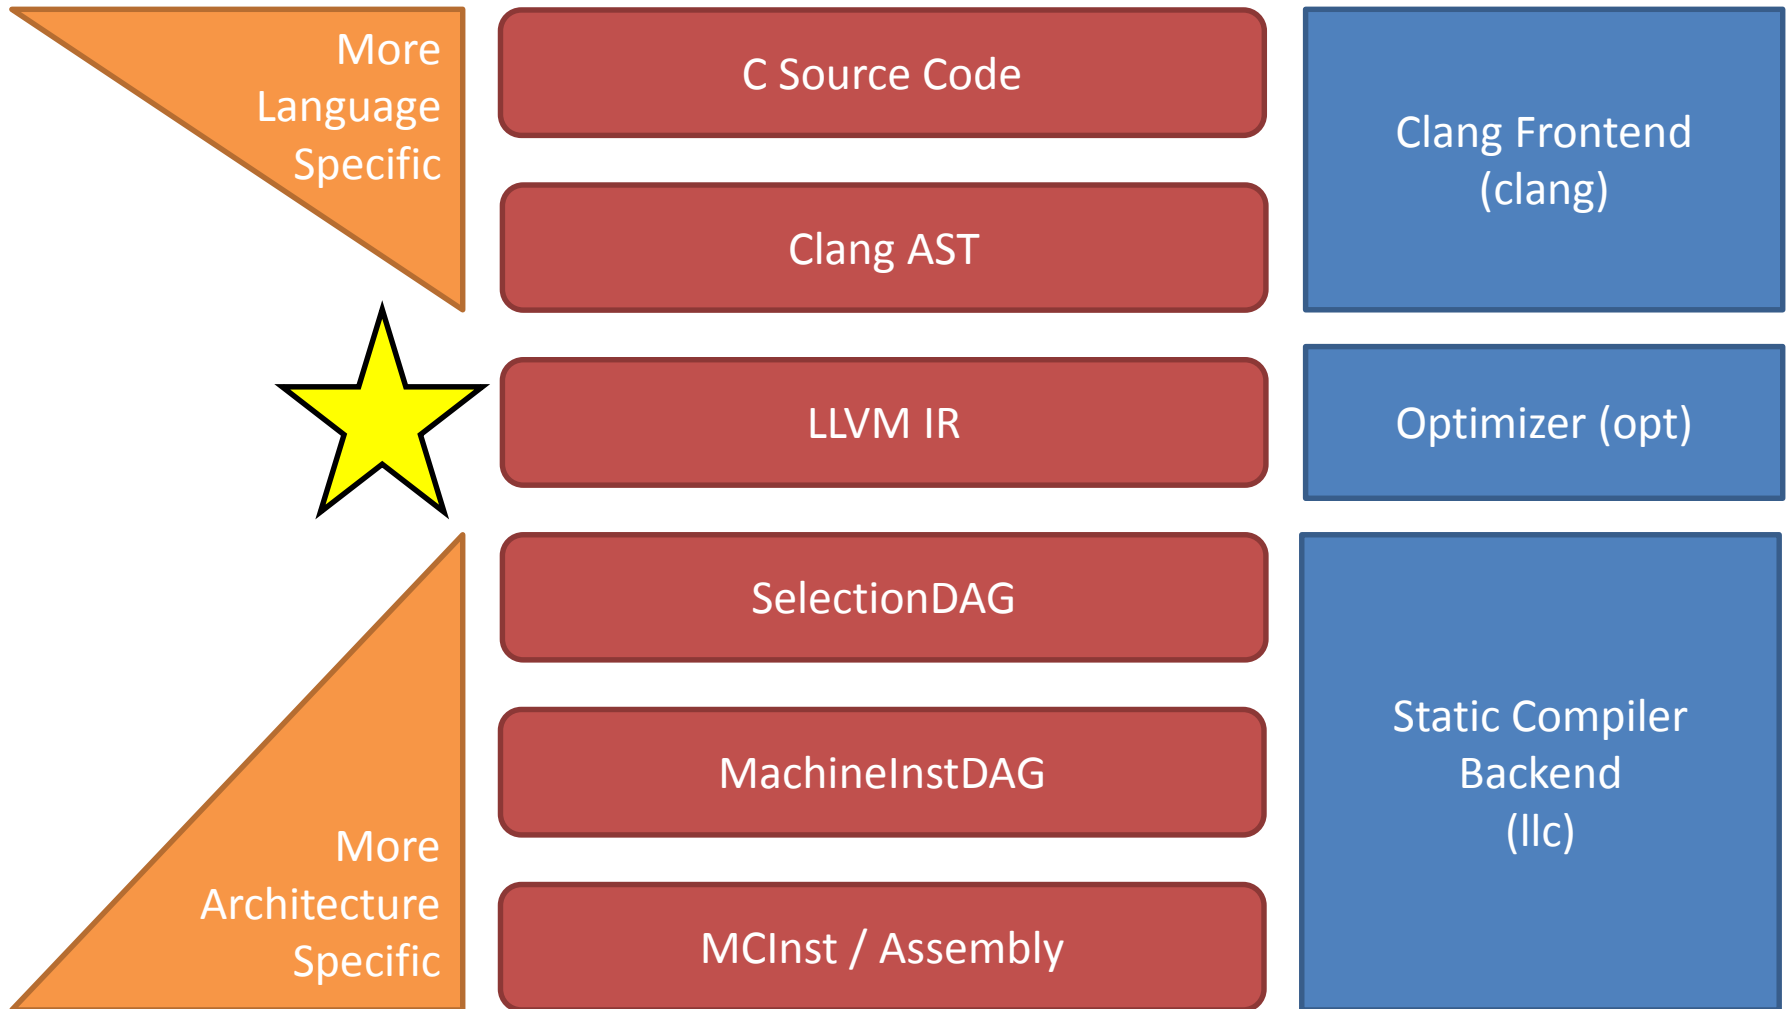 More
Language
Specific
C Source Code
Clang Frontend
(clang)
Clang AST
LLVM IR
Optimizer (opt)
SelectionDAG
MachineInstDAG
Static Compiler
Backend
(llc)
More
Architecture
Specific
MCInst / Assembly